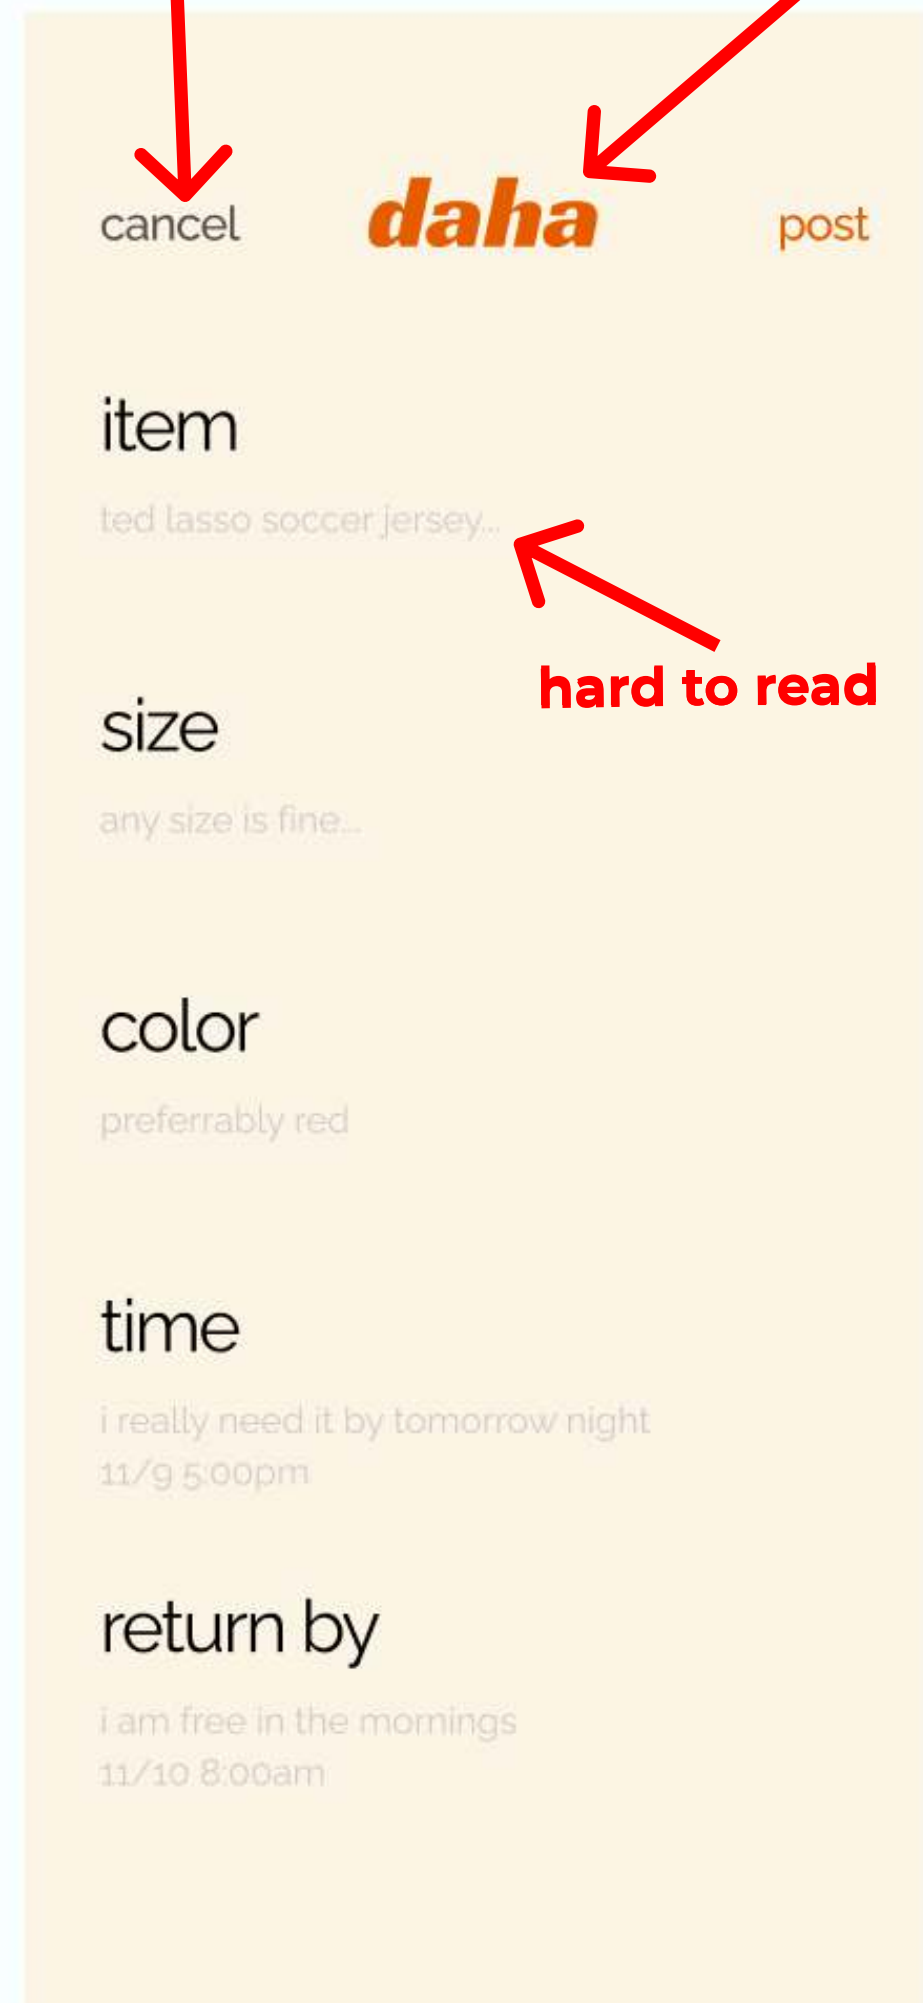 cancel daha post
item
ted lasso soccer jersey...
hard to read
size
any size is fine...
color
preferrably red
time
i really need it by tomorrow night
11/9 5:00pm
return by
i am free in the mornings
11/10 8:00am